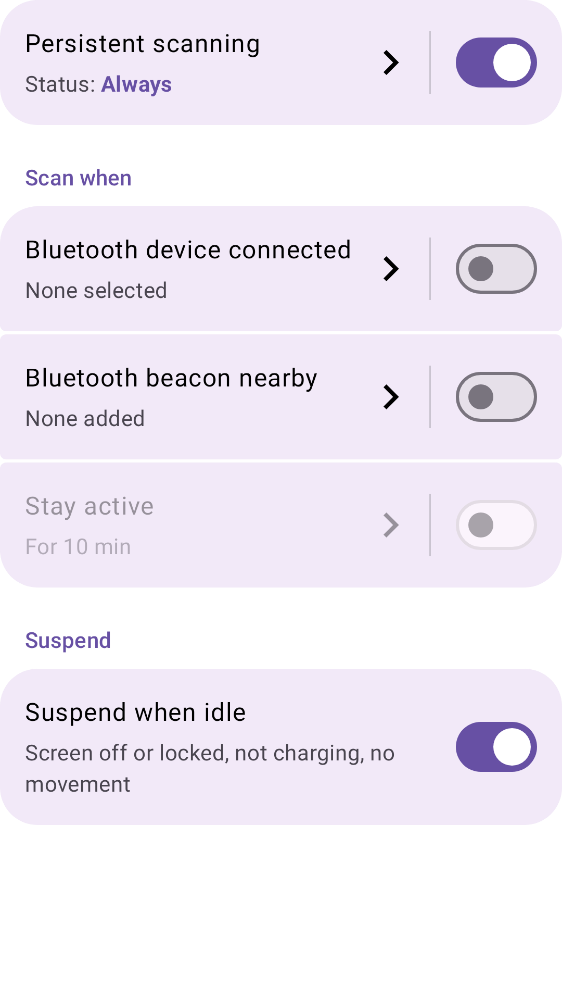 Persistent scanning
Status: Always
Scan when
Bluetooth device connected
None selected
Bluetooth beacon nearby
None added
Stay active
For 10 min
Suspend
Suspend when idle
Screen off or locked, not charging, no
movement